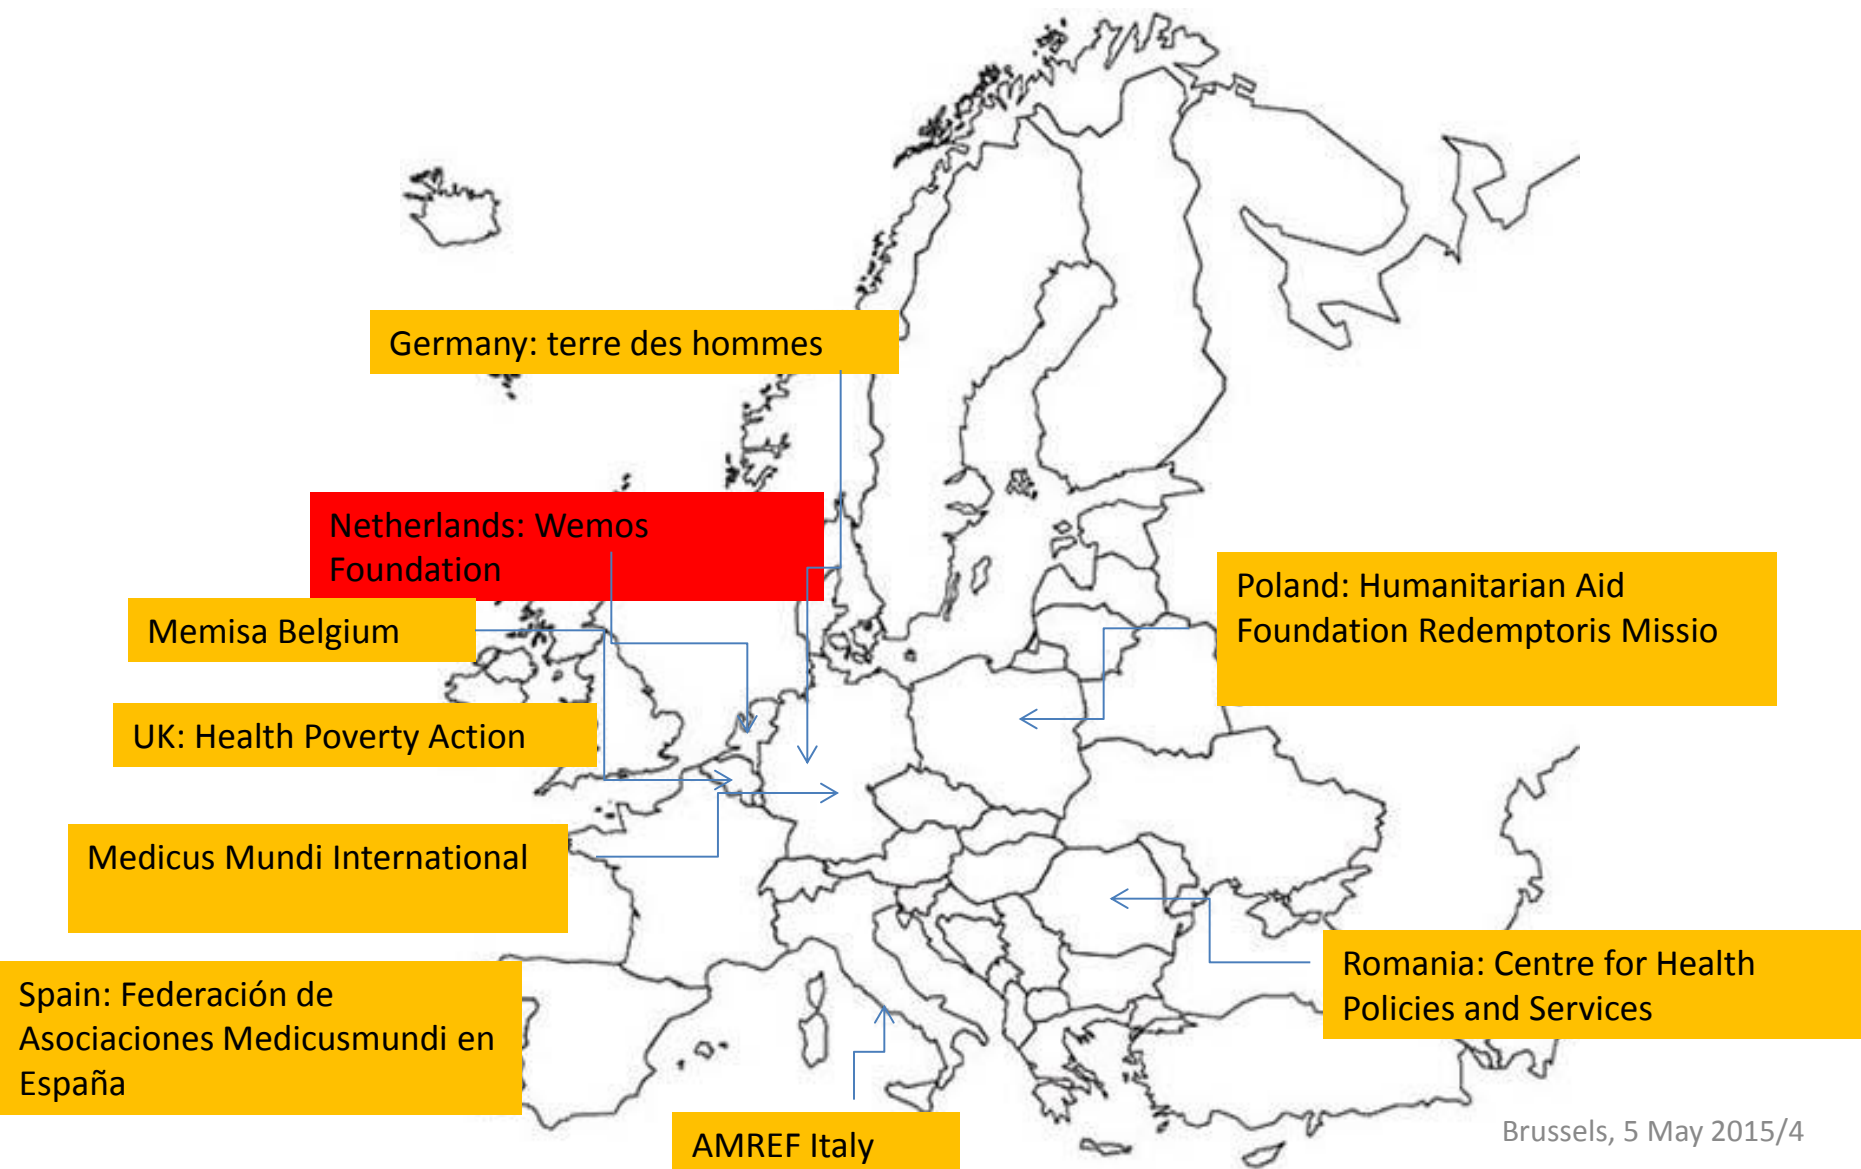 Germany: terre des hommes
Netherlands: Wemos
Foundation
Memisa Belgium
UK: Health Poverty Action
Medicus Mundi International
Spain: Federación de
Asociaciones Medicusmundi en
España
AMREF Italy
Poland: Humanitarian Aid
Foundation Redemptoris Missio
Romania: Centre for Health
Policies and Services
Brussels, 5 May 2015/4